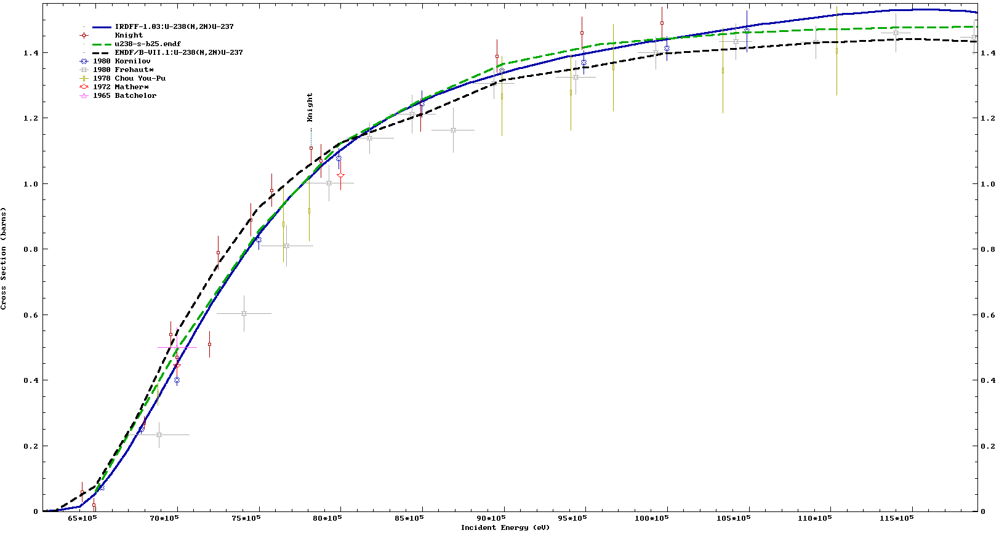 IRDFF-1.03:U-238(N,2N)U-237
Knight
u238-s-b25.endf
ENDF/B-VII.1:U-238(N,2N)U-237
1980 Kornilov
1980 Frehaut*
1978 Chou You-Pu
1972 Mather*
1965 Batchelor
Knight
Cross Section (barns)
1.4 1.4
1.2 1.2
1.0 1.0
0.8 0.8
0.6 0.6
0.4 0.4
0.2 0.2
0 0
65*10⁵ 70*10⁵ 75*10⁵ 80*10⁵ 85*10⁵ 90*10⁵ 95*10⁵ 100*10⁵ 105*10⁵ 110*10⁵ 115*10⁵
Incident Energy (eV)